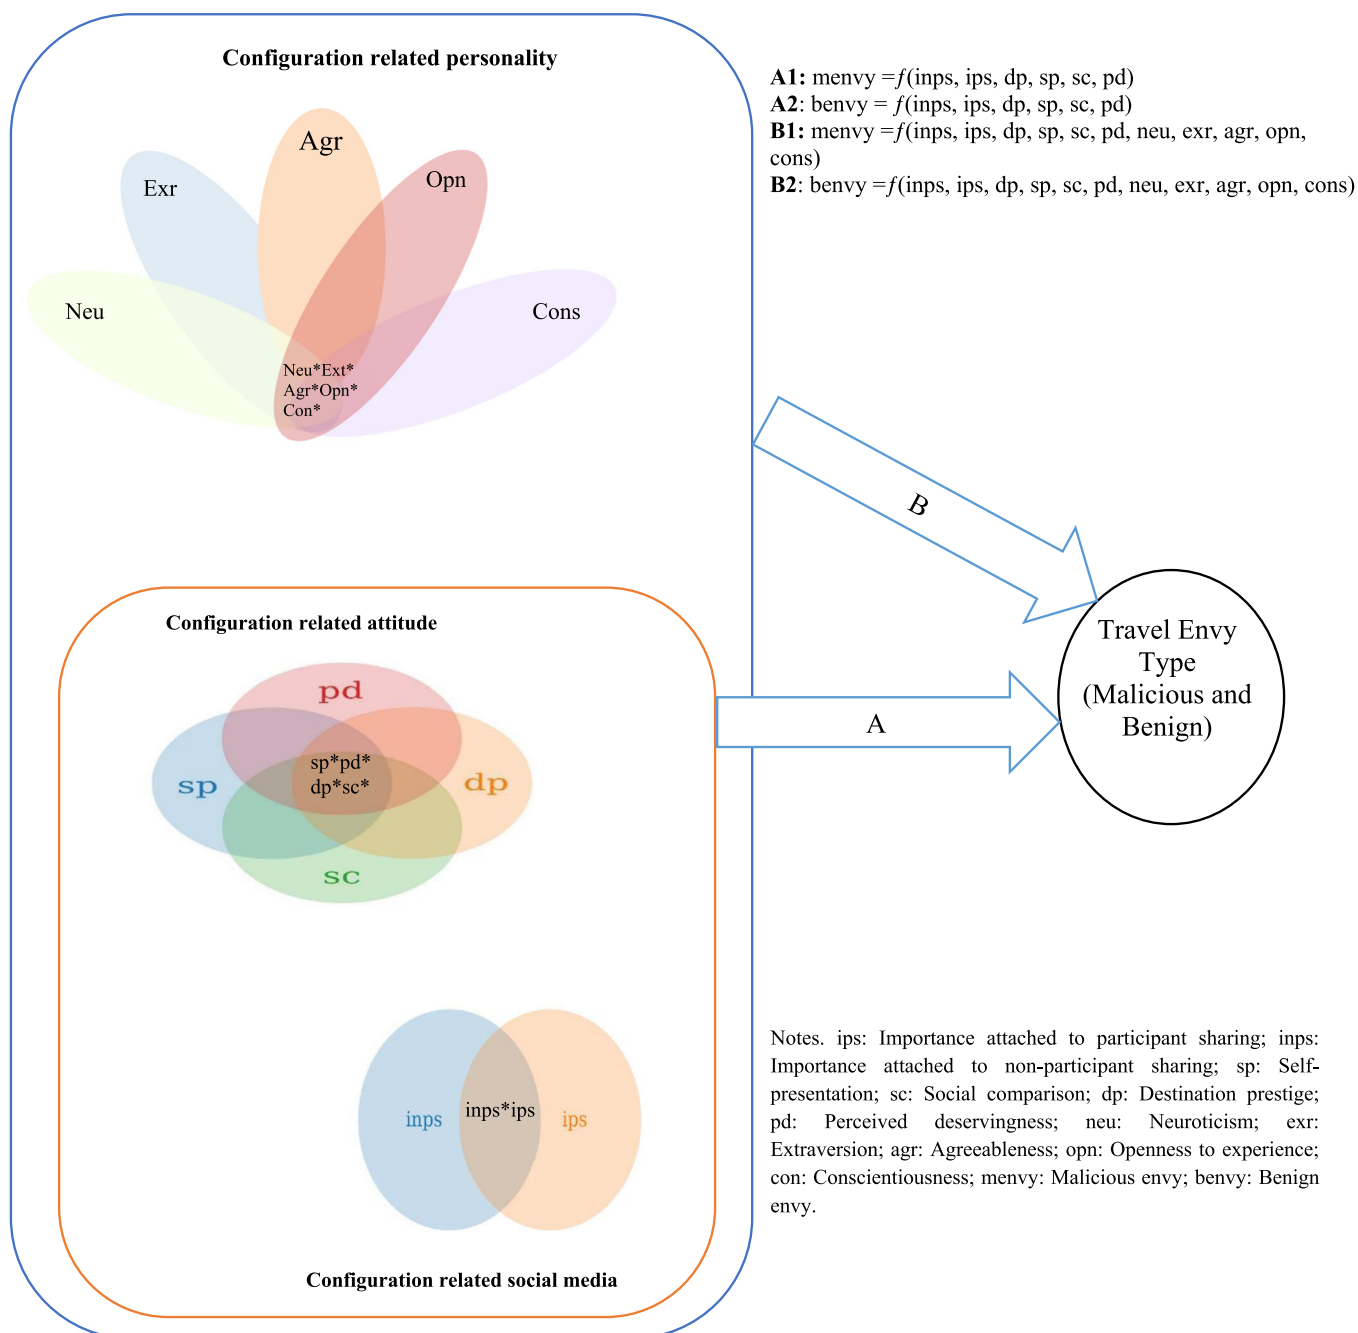 Configuration related personality
Agr
Exr
Opn
Neu
Cons
Neu*Ext*
Agr*Opn*
Con*
A1: menvy =ƒ(inps, ips, dp, sp, sc, pd)
A2: benvy = ƒ(inps, ips, dp, sp, sc, pd)
B1: menvy =ƒ(inps, ips, dp, sp, sc, pd, neu, exr, agr, opn,
cons)
B2: benvy =ƒ(inps, ips, dp, sp, sc, pd, neu, exr, agr, opn, cons)
B
Configuration related attitude
pd
sp
sp*pd*
dp*sc*
dp
sc
A
Travel Envy
Type
(Malicious and
Benign)
inps
inps*ips
ips
Configuration related social media
Notes. ips: Importance attached to participant sharing; inps:
Importance attached to non-participant sharing; sp: Self-
presentation; sc: Social comparison; dp: Destination prestige;
pd: Perceived deservingness; neu: Neuroticism; exr:
Extraversion; agr: Agreeableness; opn: Openness to experience;
con: Conscientiousness; menvy: Malicious envy; benvy: Benign
envy.